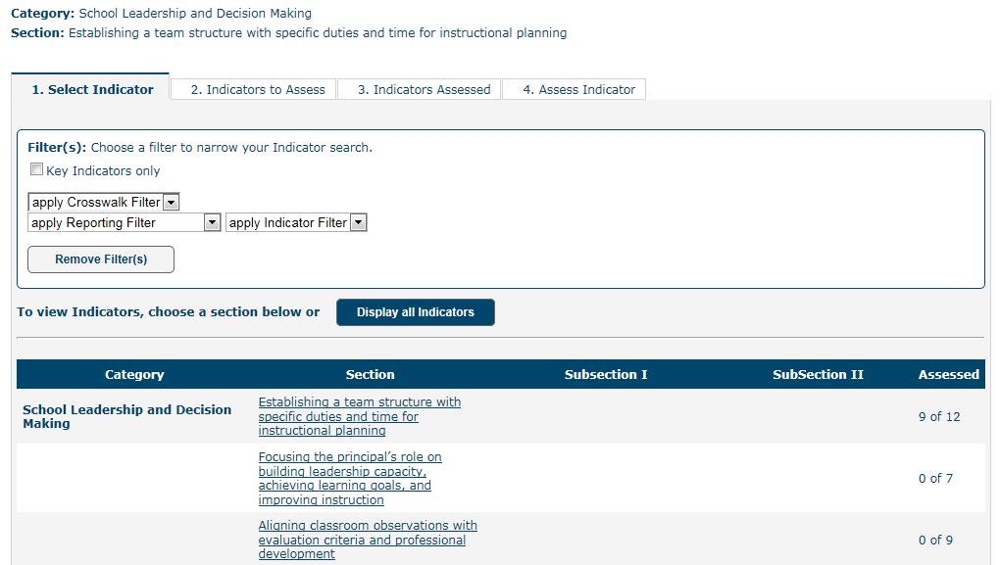 Category: School Leadership and Decision Making
Section: Establishing a team structure with specific duties and time for instructional planning
1. Select Indicator
2. Indicators to Assess
3. Indicators Assessed
4. Assess Indicator
Filter(s): Choose a filter to narrow your Indicator search.
Key Indicators only
apply Crosswalk Filter
apply Reporting Filter
apply Indicator Filter
Remove Filter(s)
To view Indicators, choose a section below or
Display all Indicators
Category Section Subsection I SubSection II Assessed
School Leadership and Decision
Making
Establishing a team structure with
specific duties and time for
instructional planning
9 of 12
Focusing the principal’s role on
building leadership capacity,
achieving learning goals, and
improving instruction
0 of 7
Aligning classroom observations with
evaluation criteria and professional
development
0 of 9